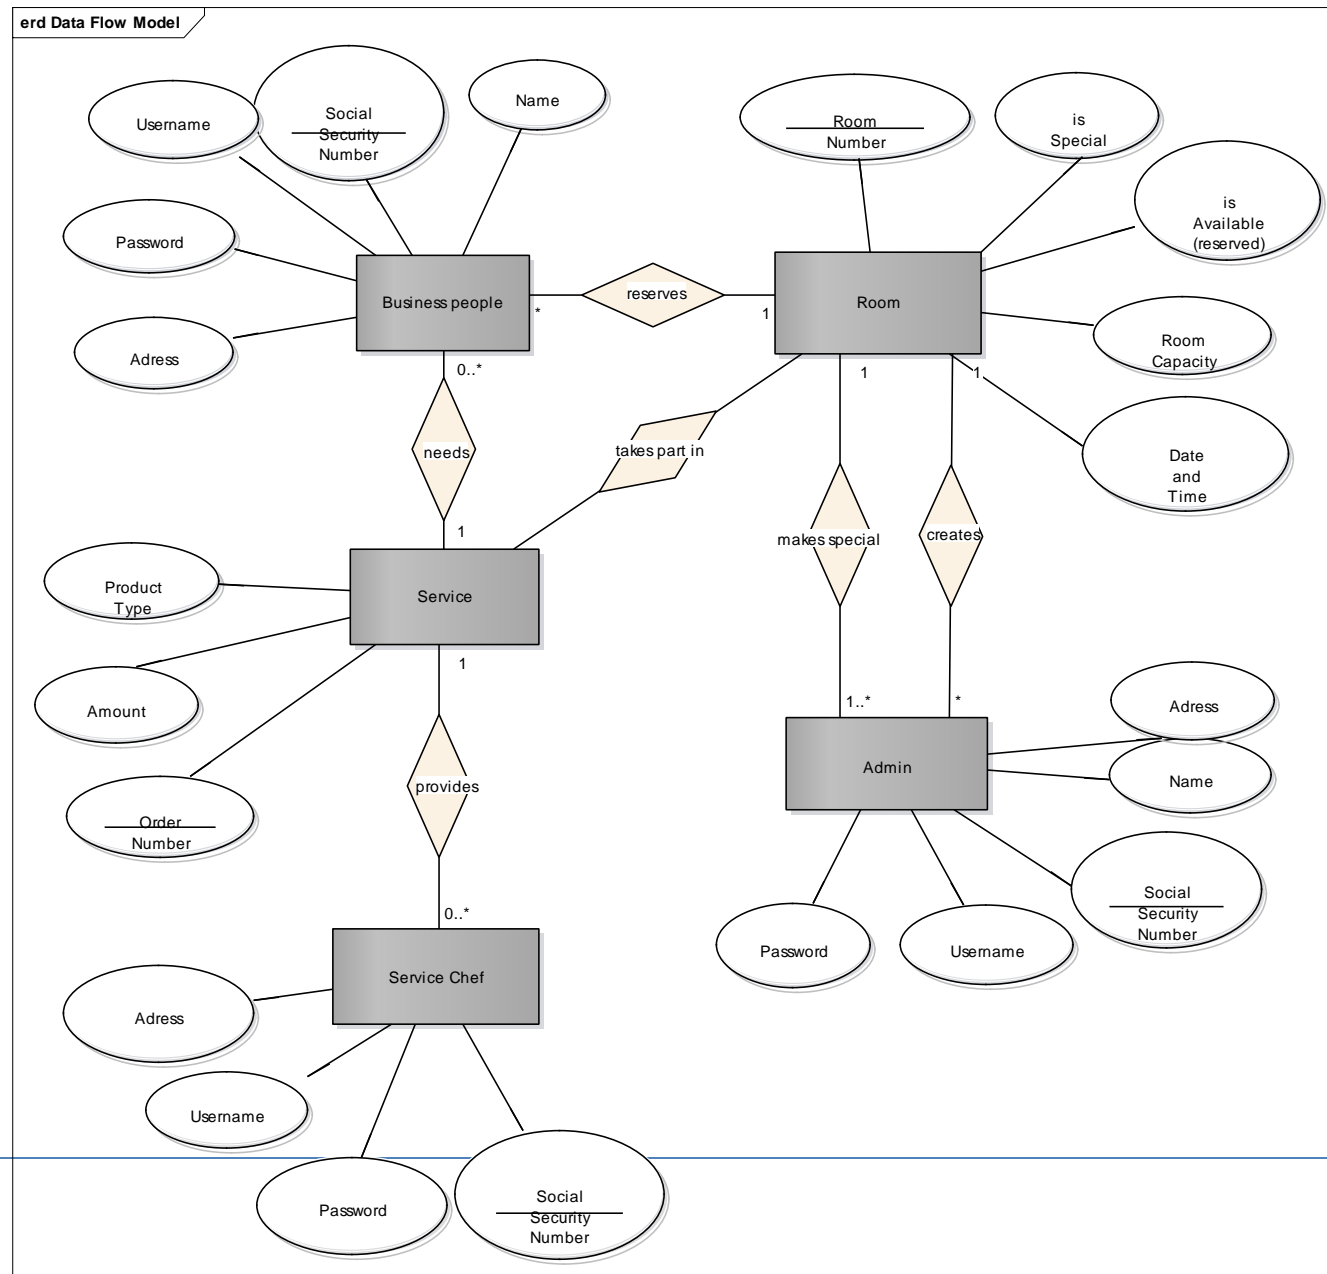 erd Data Flow Model
Username
Social
Security
Number
Name
Room
Number
is
Special
Password
is
Available
(reserved)
Adress
Business people
reserves
Room
*
1
Room
Capacity
0..*
1
1
needs
takes part in
Date
and
Time
1
makes special
creates
Product
Type
Service
1
Amount
1..*
*
Adress
Order
Number
provides
Admin
Name
0..*
Social
Security
Number
Password
Username
Service Chef
Adress
Username
Password
Social
Security
Number